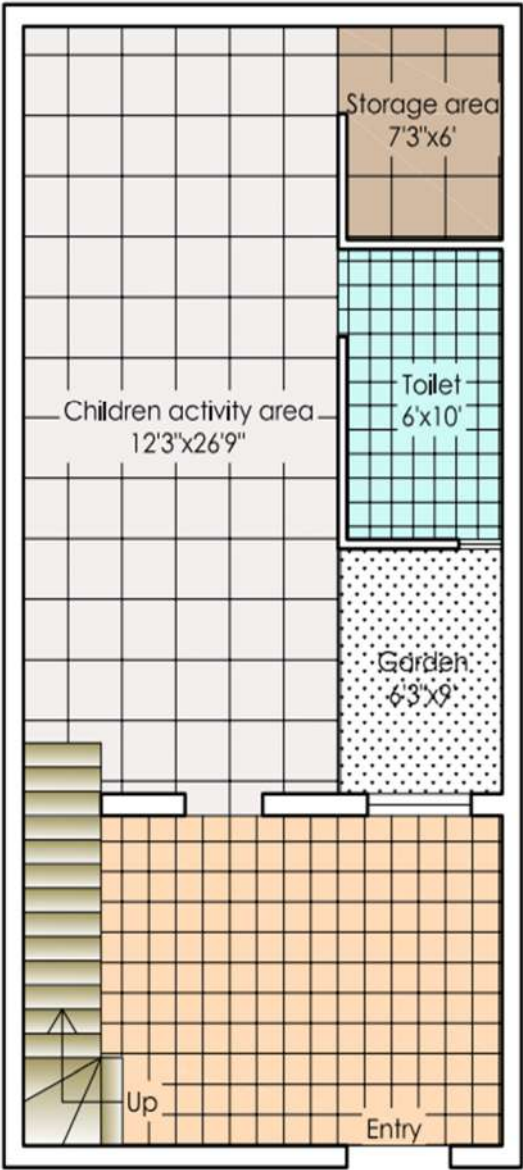 Storage area
7'3"x6'
Children activity area
12'3"x26'9"
Toilet
6'x10'
Garden
6'3"x9'
Up
Entry